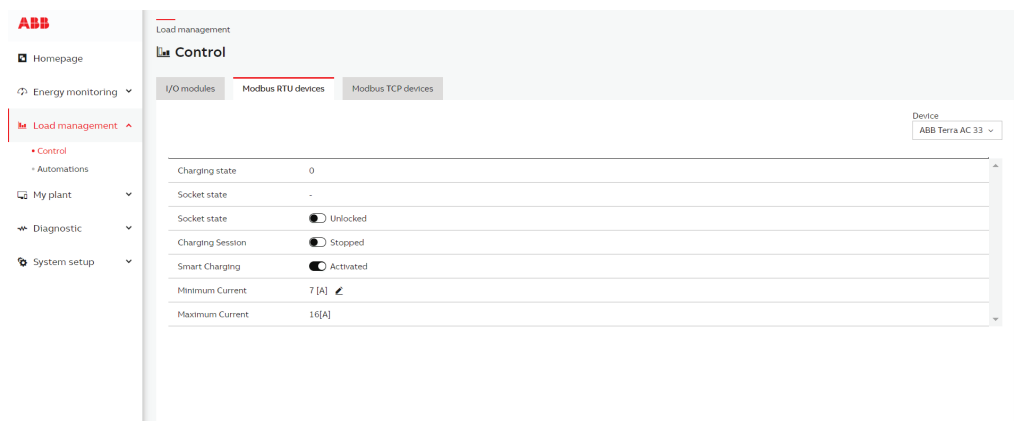 ABB
Load management
Control
Homepage
Energy monitoring
Load management
Control
Automations
My plant
Diagnostic
System setup
I/O modules Modbus RTU devices Modbus TCP devices
Device
ABB Terra AC 33
Charging state 0
Socket state -
Socket state Unlocked
Charging Session Stopped
Smart Charging Activated
Minimum Current 7 [A]
Maximum Current 16[A]